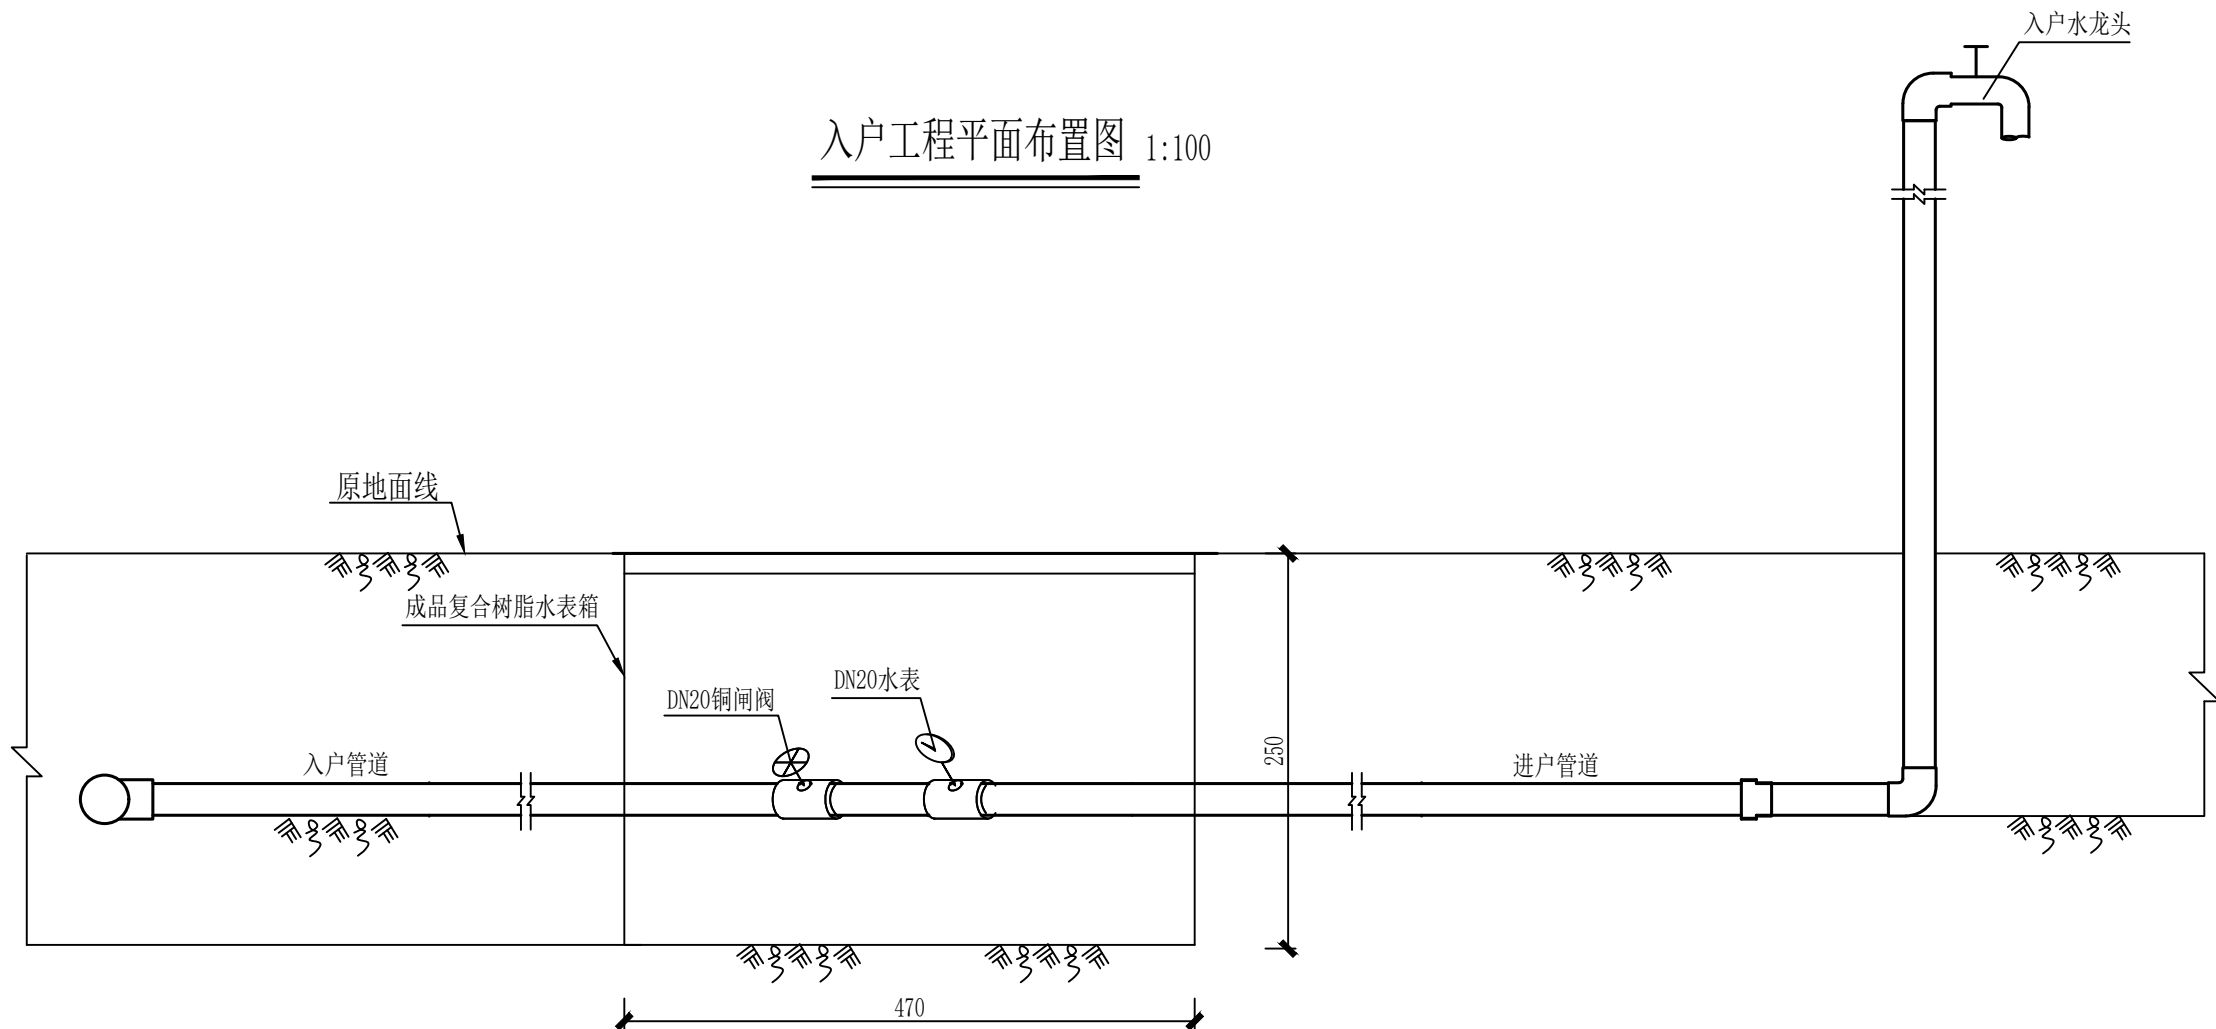 入户水龙头
入户工程平面布置图 1:100
原地面线
成品复合树脂水表箱
DN20铜闸阀
DN20水表
入户管道
250
进户管道
470